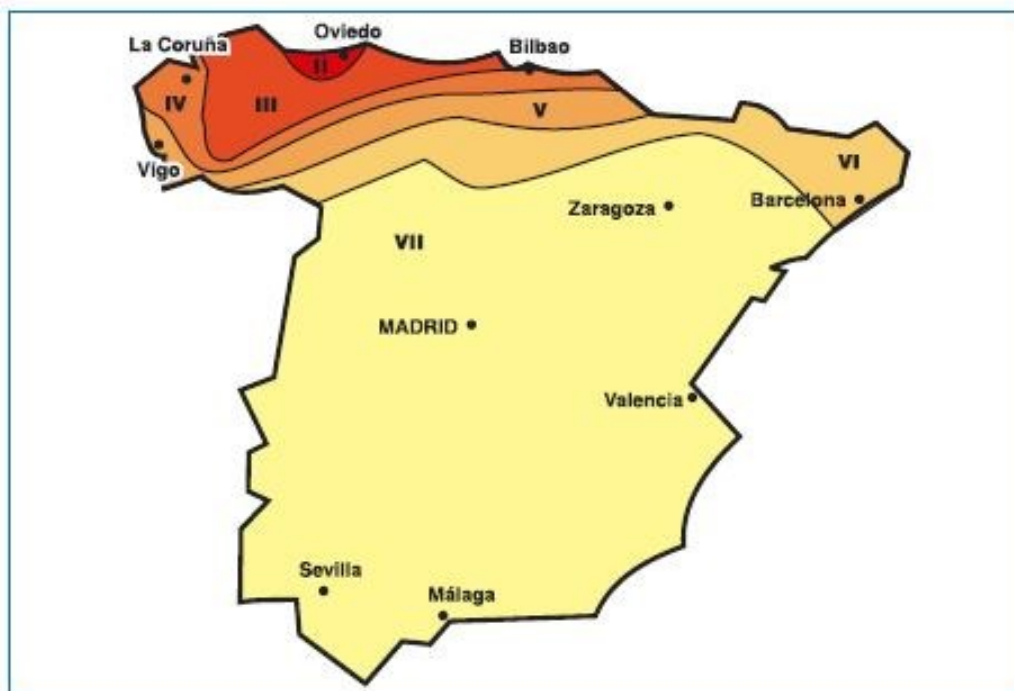 Oviedo
La Coruña
Bilbao
II
IV
III
V
Vigo
VI
Barcelona
Zaragoza
VII
MADRID
Valencia
Sevilla
Málaga